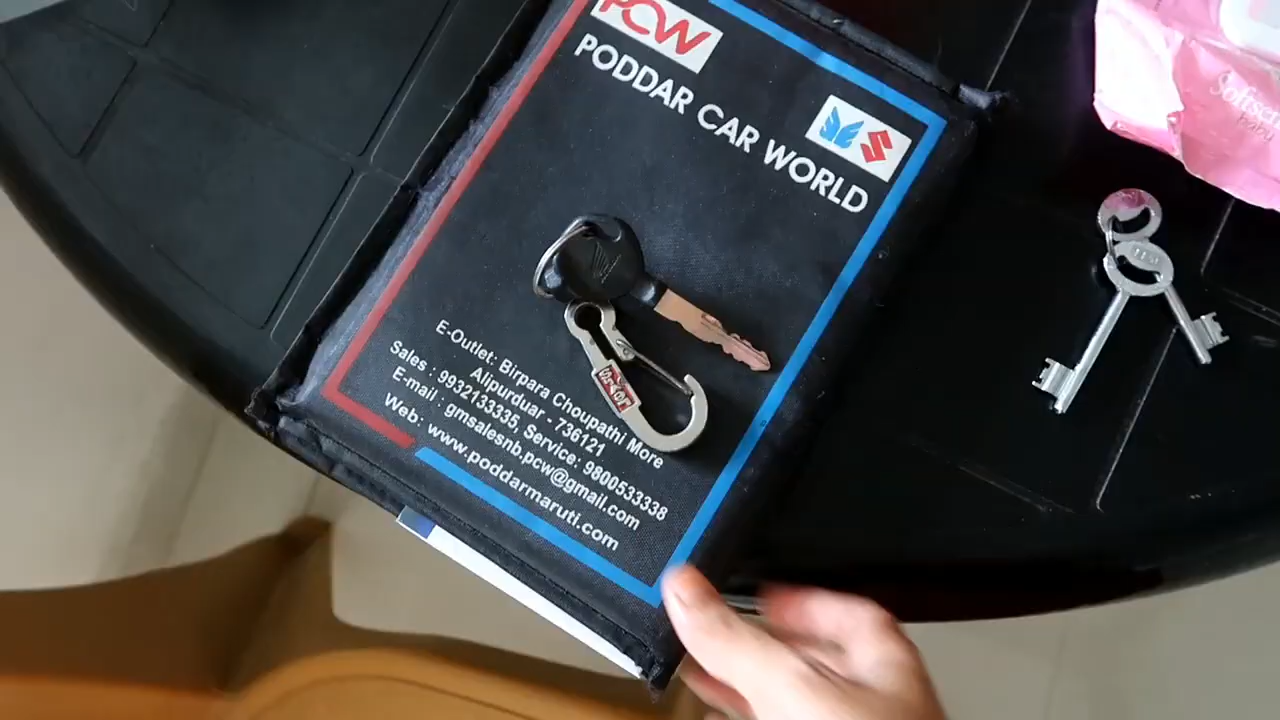 PCW
PODDAR CAR WORLD
S
E-Outlet: Birpara Choupathi More
Alipurduar - 736121
Sales : 9932133335, Service: 9800533338
E-mail : gmsalesnb.pcw@gmail.com
Web: www.poddarmaruti.com
baby